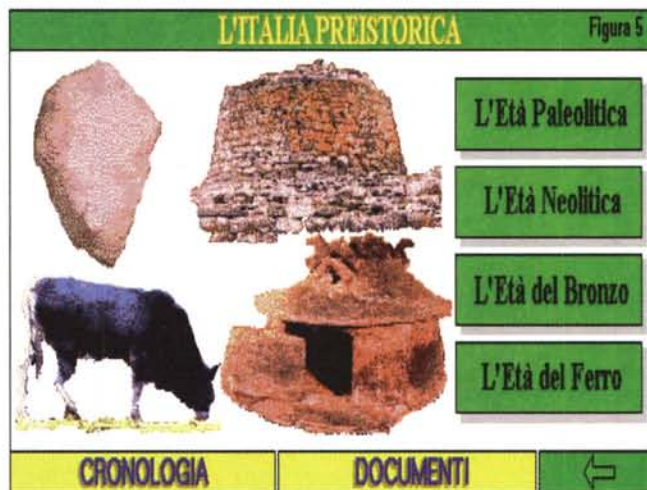 L'ITALIA PREISTORICA
Figura 5
L'Età Paleolitica
L'Età Neolitica
L'Età del Bronzo
L'Età del Ferro
CRONOLOGIA
DOCUMENTI